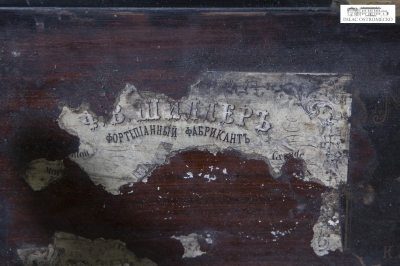 PAŁAC OSTROMECKO
Ф. В. ШИЛЛЕРЪ
ФОРТЕПІАННЫЙ ФАБРИКАНТЪ